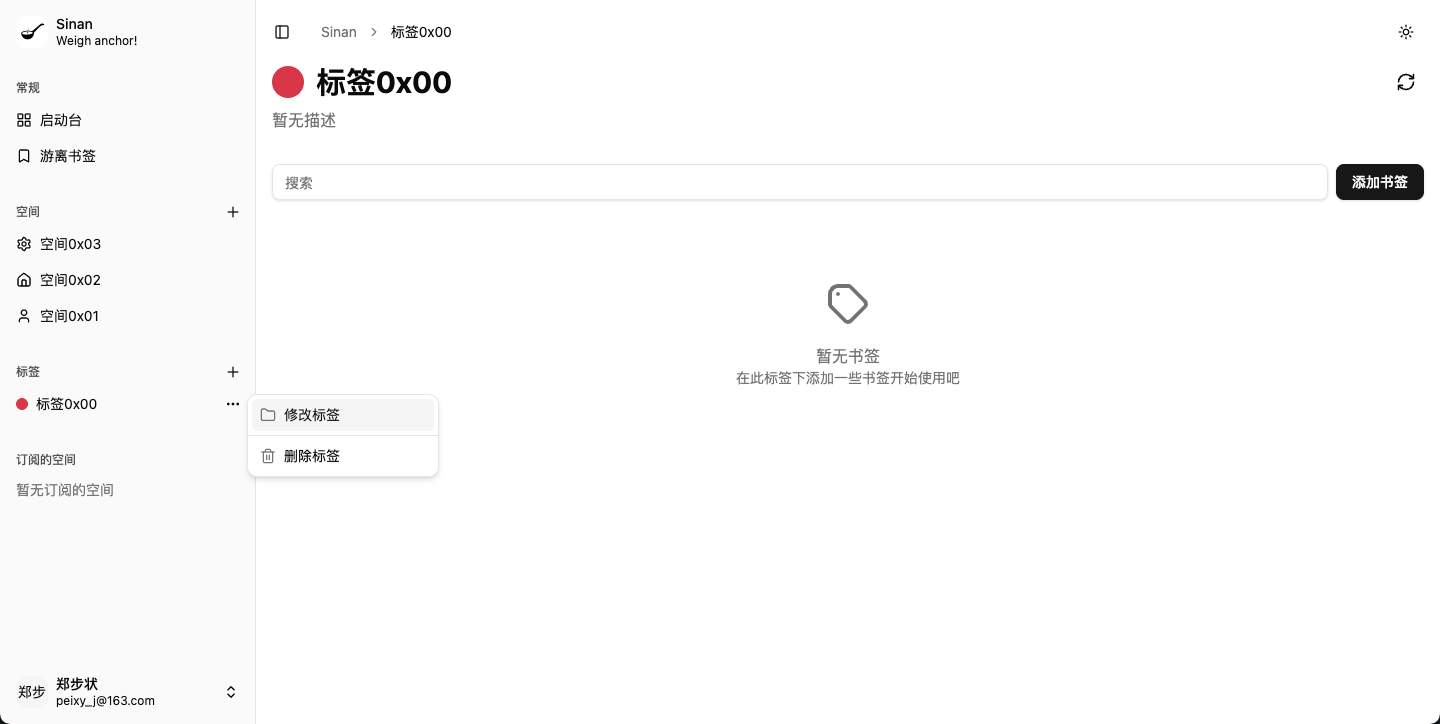 Sinan
Weigh anchor!
常规
启动台
游离书签
空间
空间0x03
空间0x02
空间0x01
标签
标签0x00
订阅的空间
暂无订阅的空间
郑步
郑步状
peixy_j@163.com
Sinan
标签0x00
标签0x00
暂无描述
搜索
添加书签
暂无书签
在此标签下添加一些书签开始使用吧
修改标签
删除标签